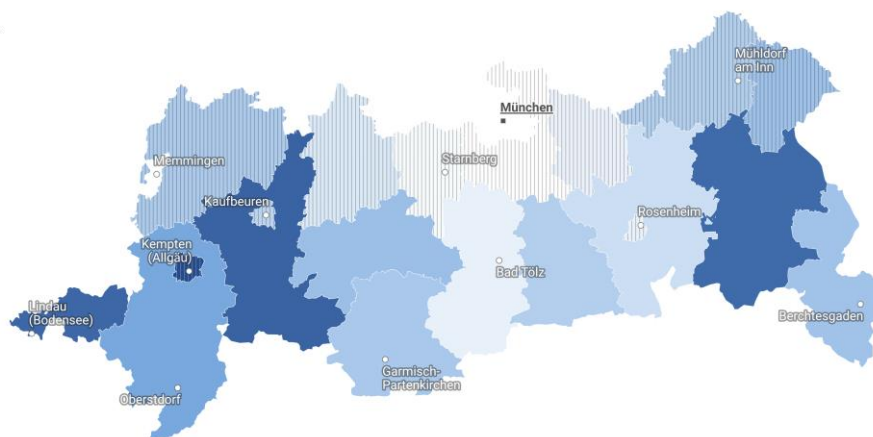 Mühldorf
am Inn
München
Memmingen
Starnberg
Kaufbeuren
Rosenheim
Kempten
(Allgäu)
Bad Tölz
Lindau
(Bodensee)
Berchtesgaden
Garmisch-
Partenkirchen
Oberstdorf